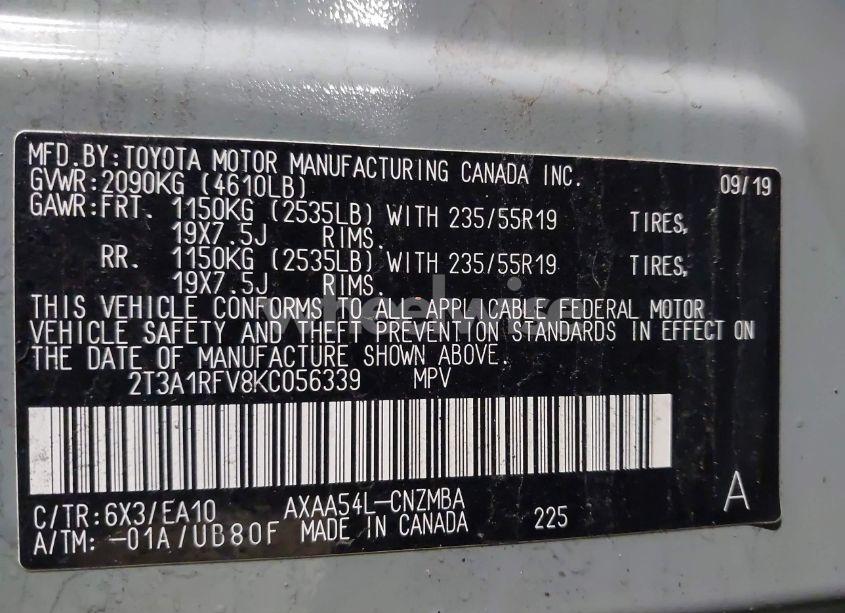 MFD.BY:TOYOTA MOTOR MANUFACTURING CANADA INC. 09/19
GVWR:2090KG (4610LB)
GAWR:FRT. 1150KG (2535LB) WITH 235/55R19 TIRES,
19X7.5J RIMS.
RR. 1150KG (2535LB) WITH 235/55R19 TIRES,
19X7.5J RIMS.
THIS VEHICLE CONFORMS TO ALL APPLICABLE FEDERAL MOTOR
VEHICLE SAFETY AND THEFT PREVENTION STANDARDS IN EFFECT ON
THE DATE OF MANUFACTURE SHOWN ABOVE.
2T3A1RFV8KC056339 MPV
C/TR:6X3/EA10 AXAA54L-CNZMBA A
A/TM: -01A/UB80F MADE IN CANADA 225
wheelwise